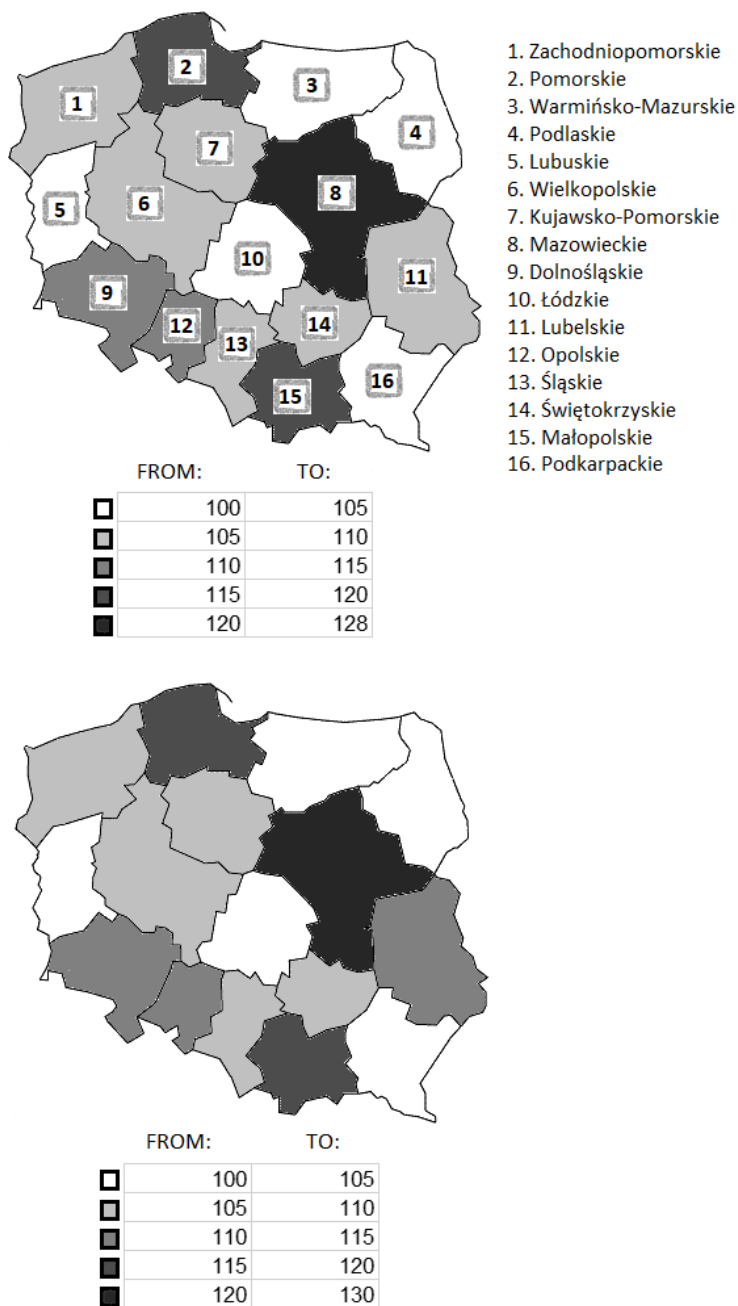 1
2
3
4
5
6
7
8
9
10
11
12
13
14
15
16
1. Zachodniopomorskie
2. Pomorskie
3. Warmińsko-Mazurskie
4. Podlaskie
5. Lubuskie
6. Wielkopolskie
7. Kujawsko-Pomorskie
8. Mazowieckie
9. Dolnośląskie
10. Łódzkie
11. Lubelskie
12. Opolskie
13. Śląskie
14. Świętokrzyskie
15. Małopolskie
16. Podkarpackie
FROM: TO:
100 105
105 110
110 115
115 120
120 128
FROM: TO:
100 105
105 110
110 115
115 120
120 130